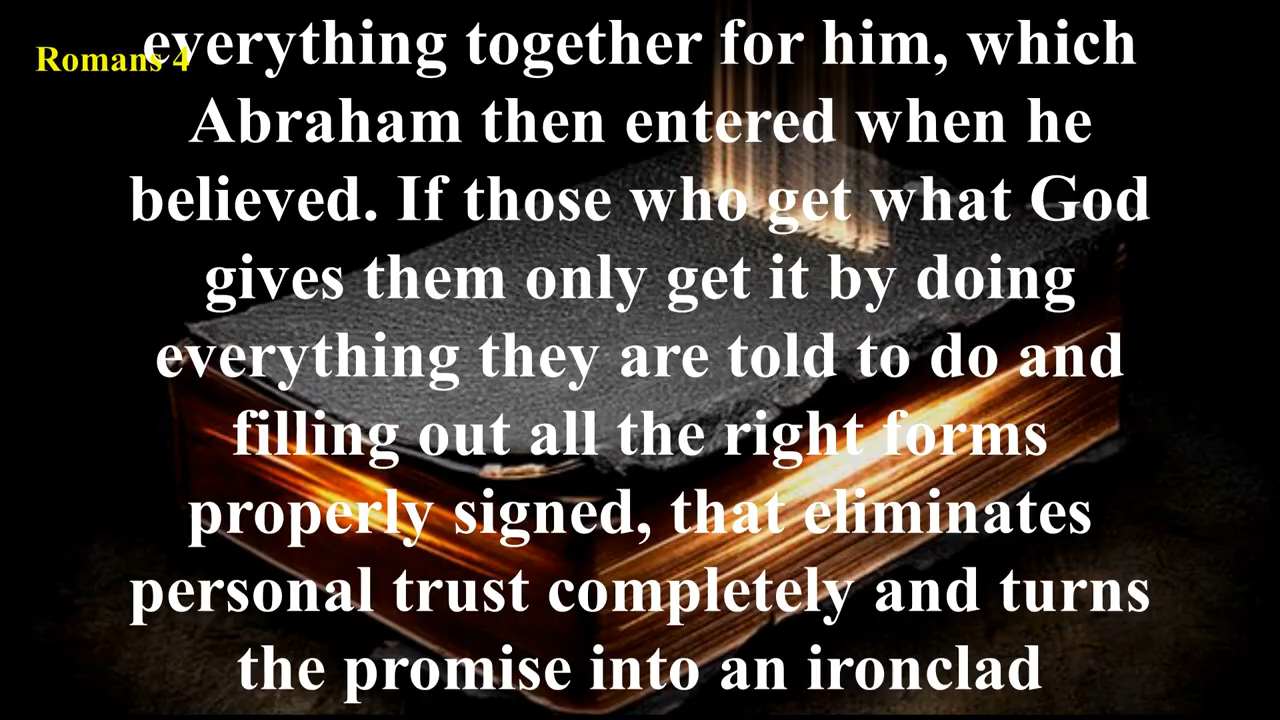 Romans 4
everything together for him, which
Abraham then entered when he
believed. If those who get what God
gives them only get it by doing
everything they are told to do and
filling out all the right forms
properly signed, that eliminates
personal trust completely and turns
the promise into an ironclad